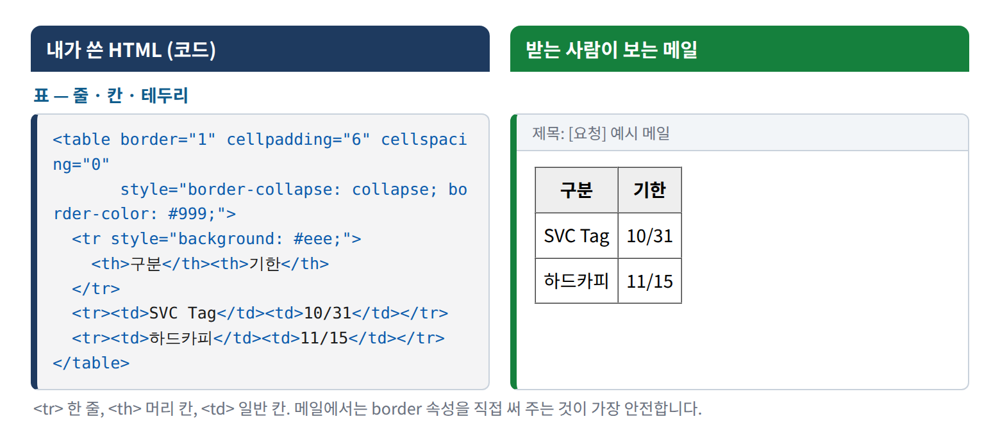 내가 쓴 HTML (코드)
받는 사람이 보는 메일
표 — 줄 · 칸 · 테두리
<table border="1" cellpadding="6" cellspaci
ng="0"
       style="border-collapse: collapse; bo
rder-color: #999;">
  <tr style="background: #eee;">
    <th>구분</th><th>기한</th>
  </tr>
  <tr><td>SVC Tag</td><td>10/31</td></tr>
  <tr><td>하드카피</td><td>11/15</td></tr>
</table>
제목: [요청] 예시 메일
구분 기한
SVC Tag 10/31
하드카피 11/15
<tr> 한 줄, <th> 머리 칸, <td> 일반 칸. 메일에서는 border 속성을 직접 써 주는 것이 가장 안전합니다.